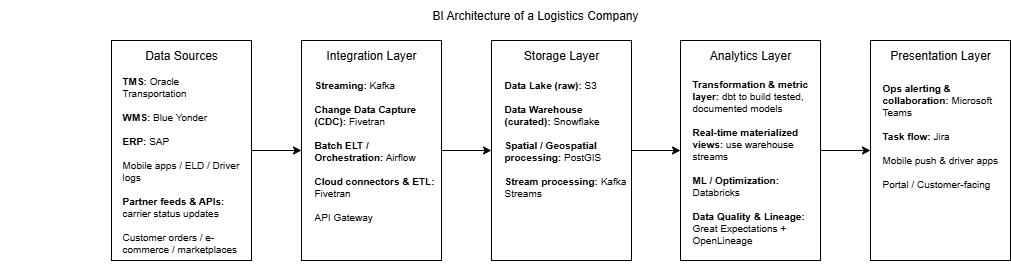 BI Architecture of a Logistics Company
Data Sources
TMS: Oracle
Transportation
WMS: Blue Yonder
ERP: SAP
Mobile apps / ELD / Driver
logs
Partner feeds & APIs:
carrier status updates
Customer orders / e-
commerce / marketplaces
Integration Layer
Streaming: Kafka
Change Data Capture
(CDC): Fivetran
Batch ELT /
Orchestration: Airflow
Cloud connectors & ETL:
Fivetran
API Gateway
Storage Layer
Data Lake (raw): S3
Data Warehouse
(curated): Snowflake
Spatial / Geospatial
processing: PostGIS
Stream processing: Kafka
Streams
Analytics Layer
Transformation & metric
layer: dbt to build tested,
documented models
Real-time materialized
views: use warehouse
streams
ML / Optimization:
Databricks
Data Quality & Lineage:
Great Expectations +
OpenLineage
Presentation Layer
Ops alerting &
collaboration: Microsoft
Teams
Task flow: Jira
Mobile push & driver apps
Portal / Customer-facing